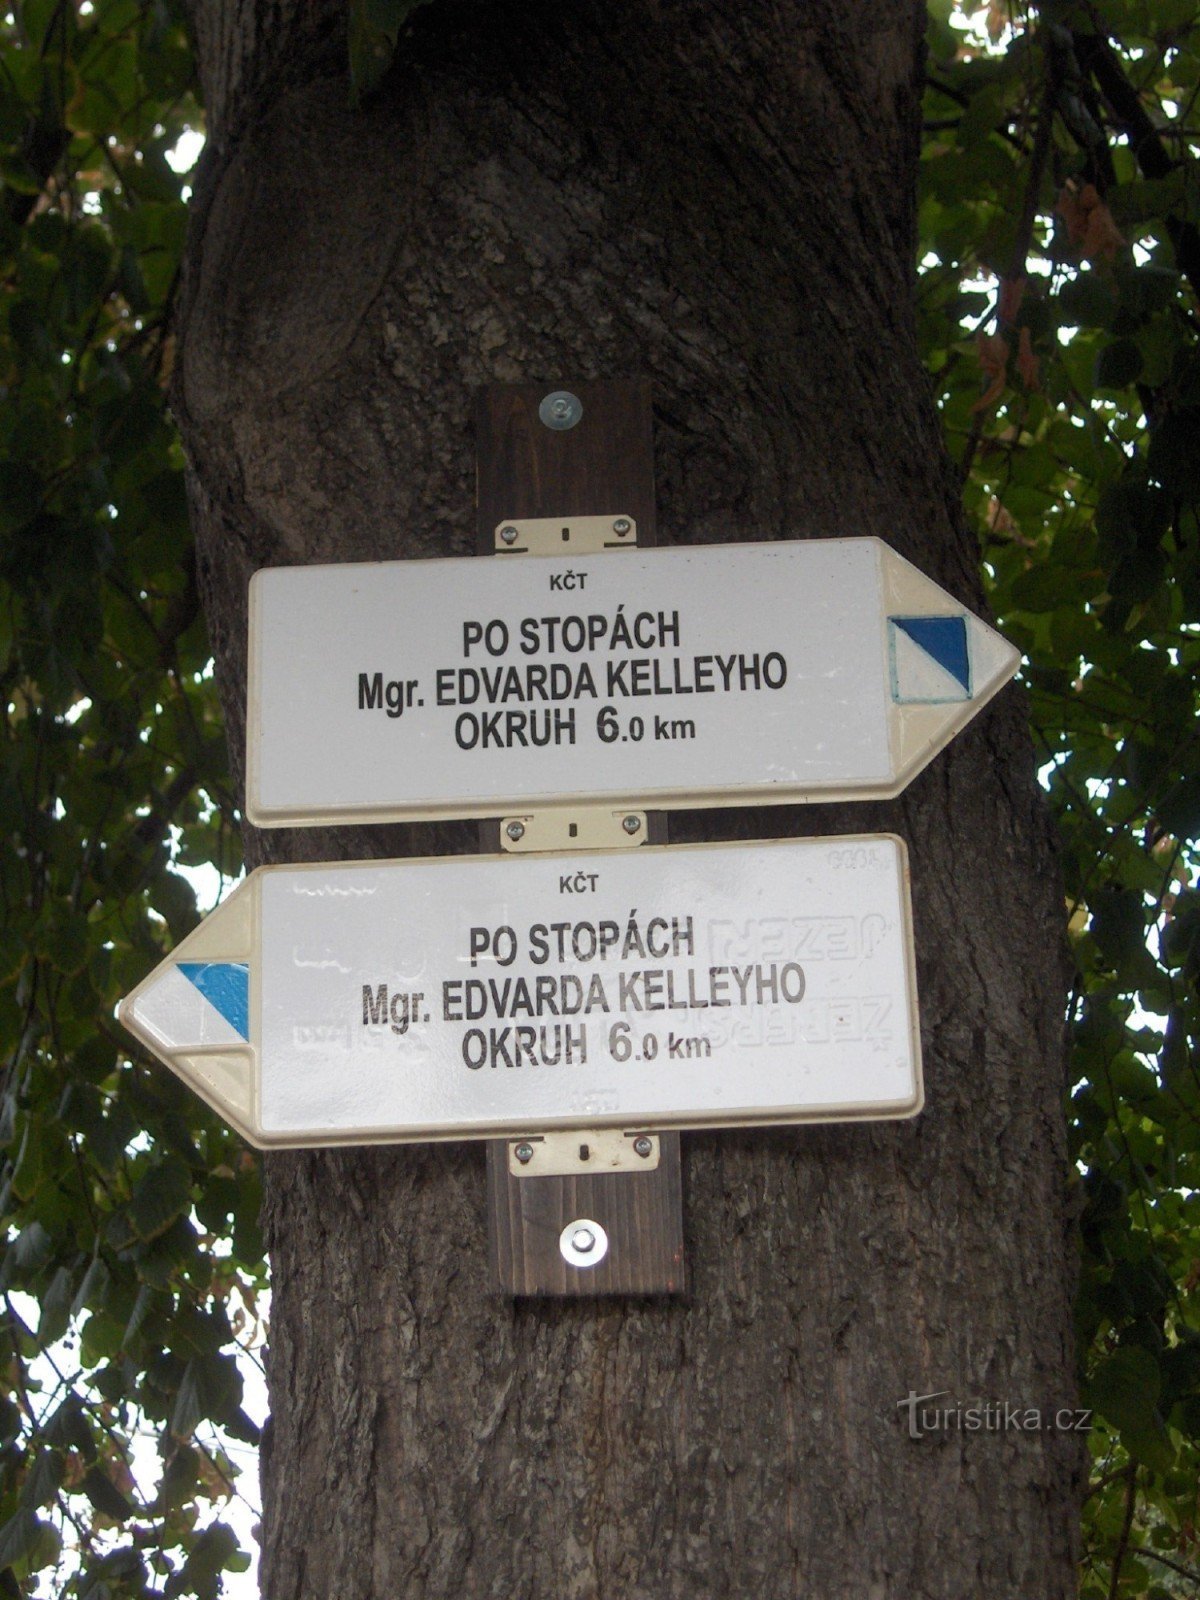 KČT
PO STOPÁCH
Mgr. EDVARDA KELLEYHO
OKRUH 6.0 km
KČT
PO STOPÁCH
Mgr. EDVARDA KELLEYHO
OKRUH 6.0 km
Turistika.cz